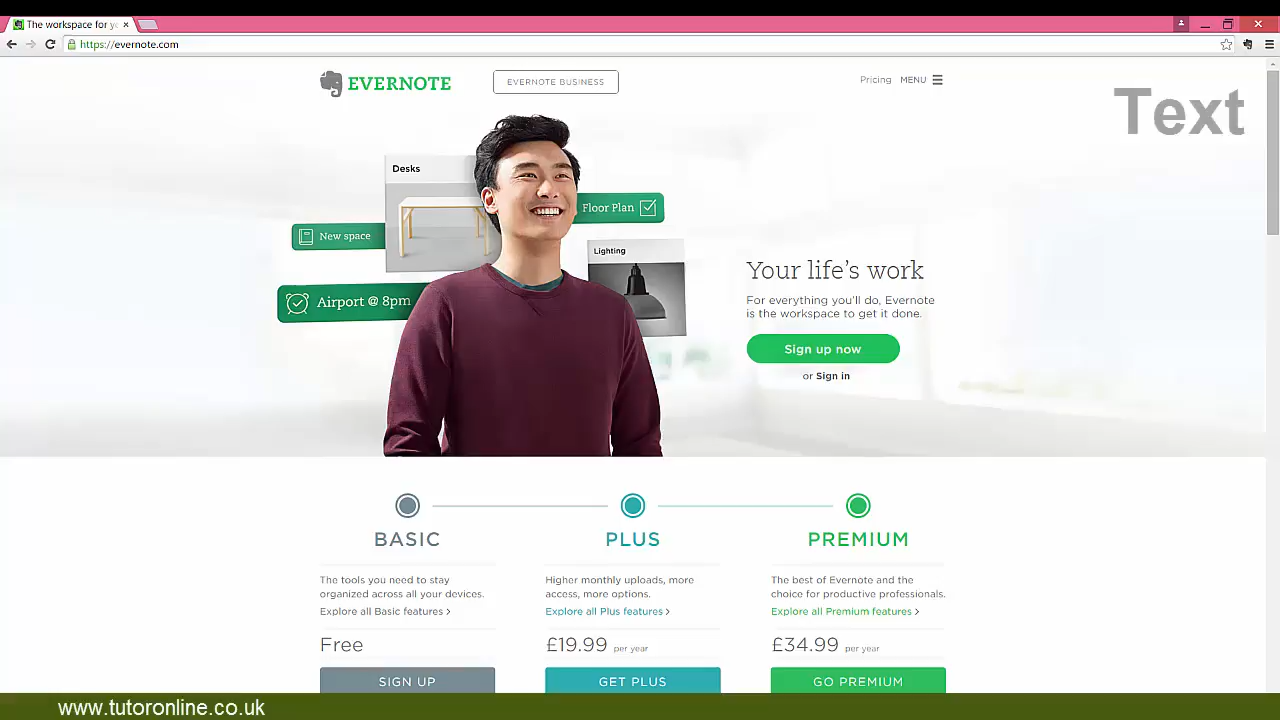 The workspace for yo
https://evernote.com
EVERNOTE
EVERNOTE BUSINESS
Pricing
MENU
Text
Desks
Floor Plan
New space
Lighting
Airport @ 8pm
Your life's work
For everything you'll do, Evernote
is the workspace to get it done.
Sign up now
or Sign in
BASIC
The tools you need to stay
organized across all your devices.
Explore all Basic features >
Free
SIGN UP
PLUS
Higher monthly uploads, more
access, more options.
Explore all Plus features >
£19.99 per year
GET PLUS
PREMIUM
The best of Evernote and the
choice for productive professionals.
Explore all Premium features >
£34.99 per year
GO PREMIUM
www.tutoronline.co.uk